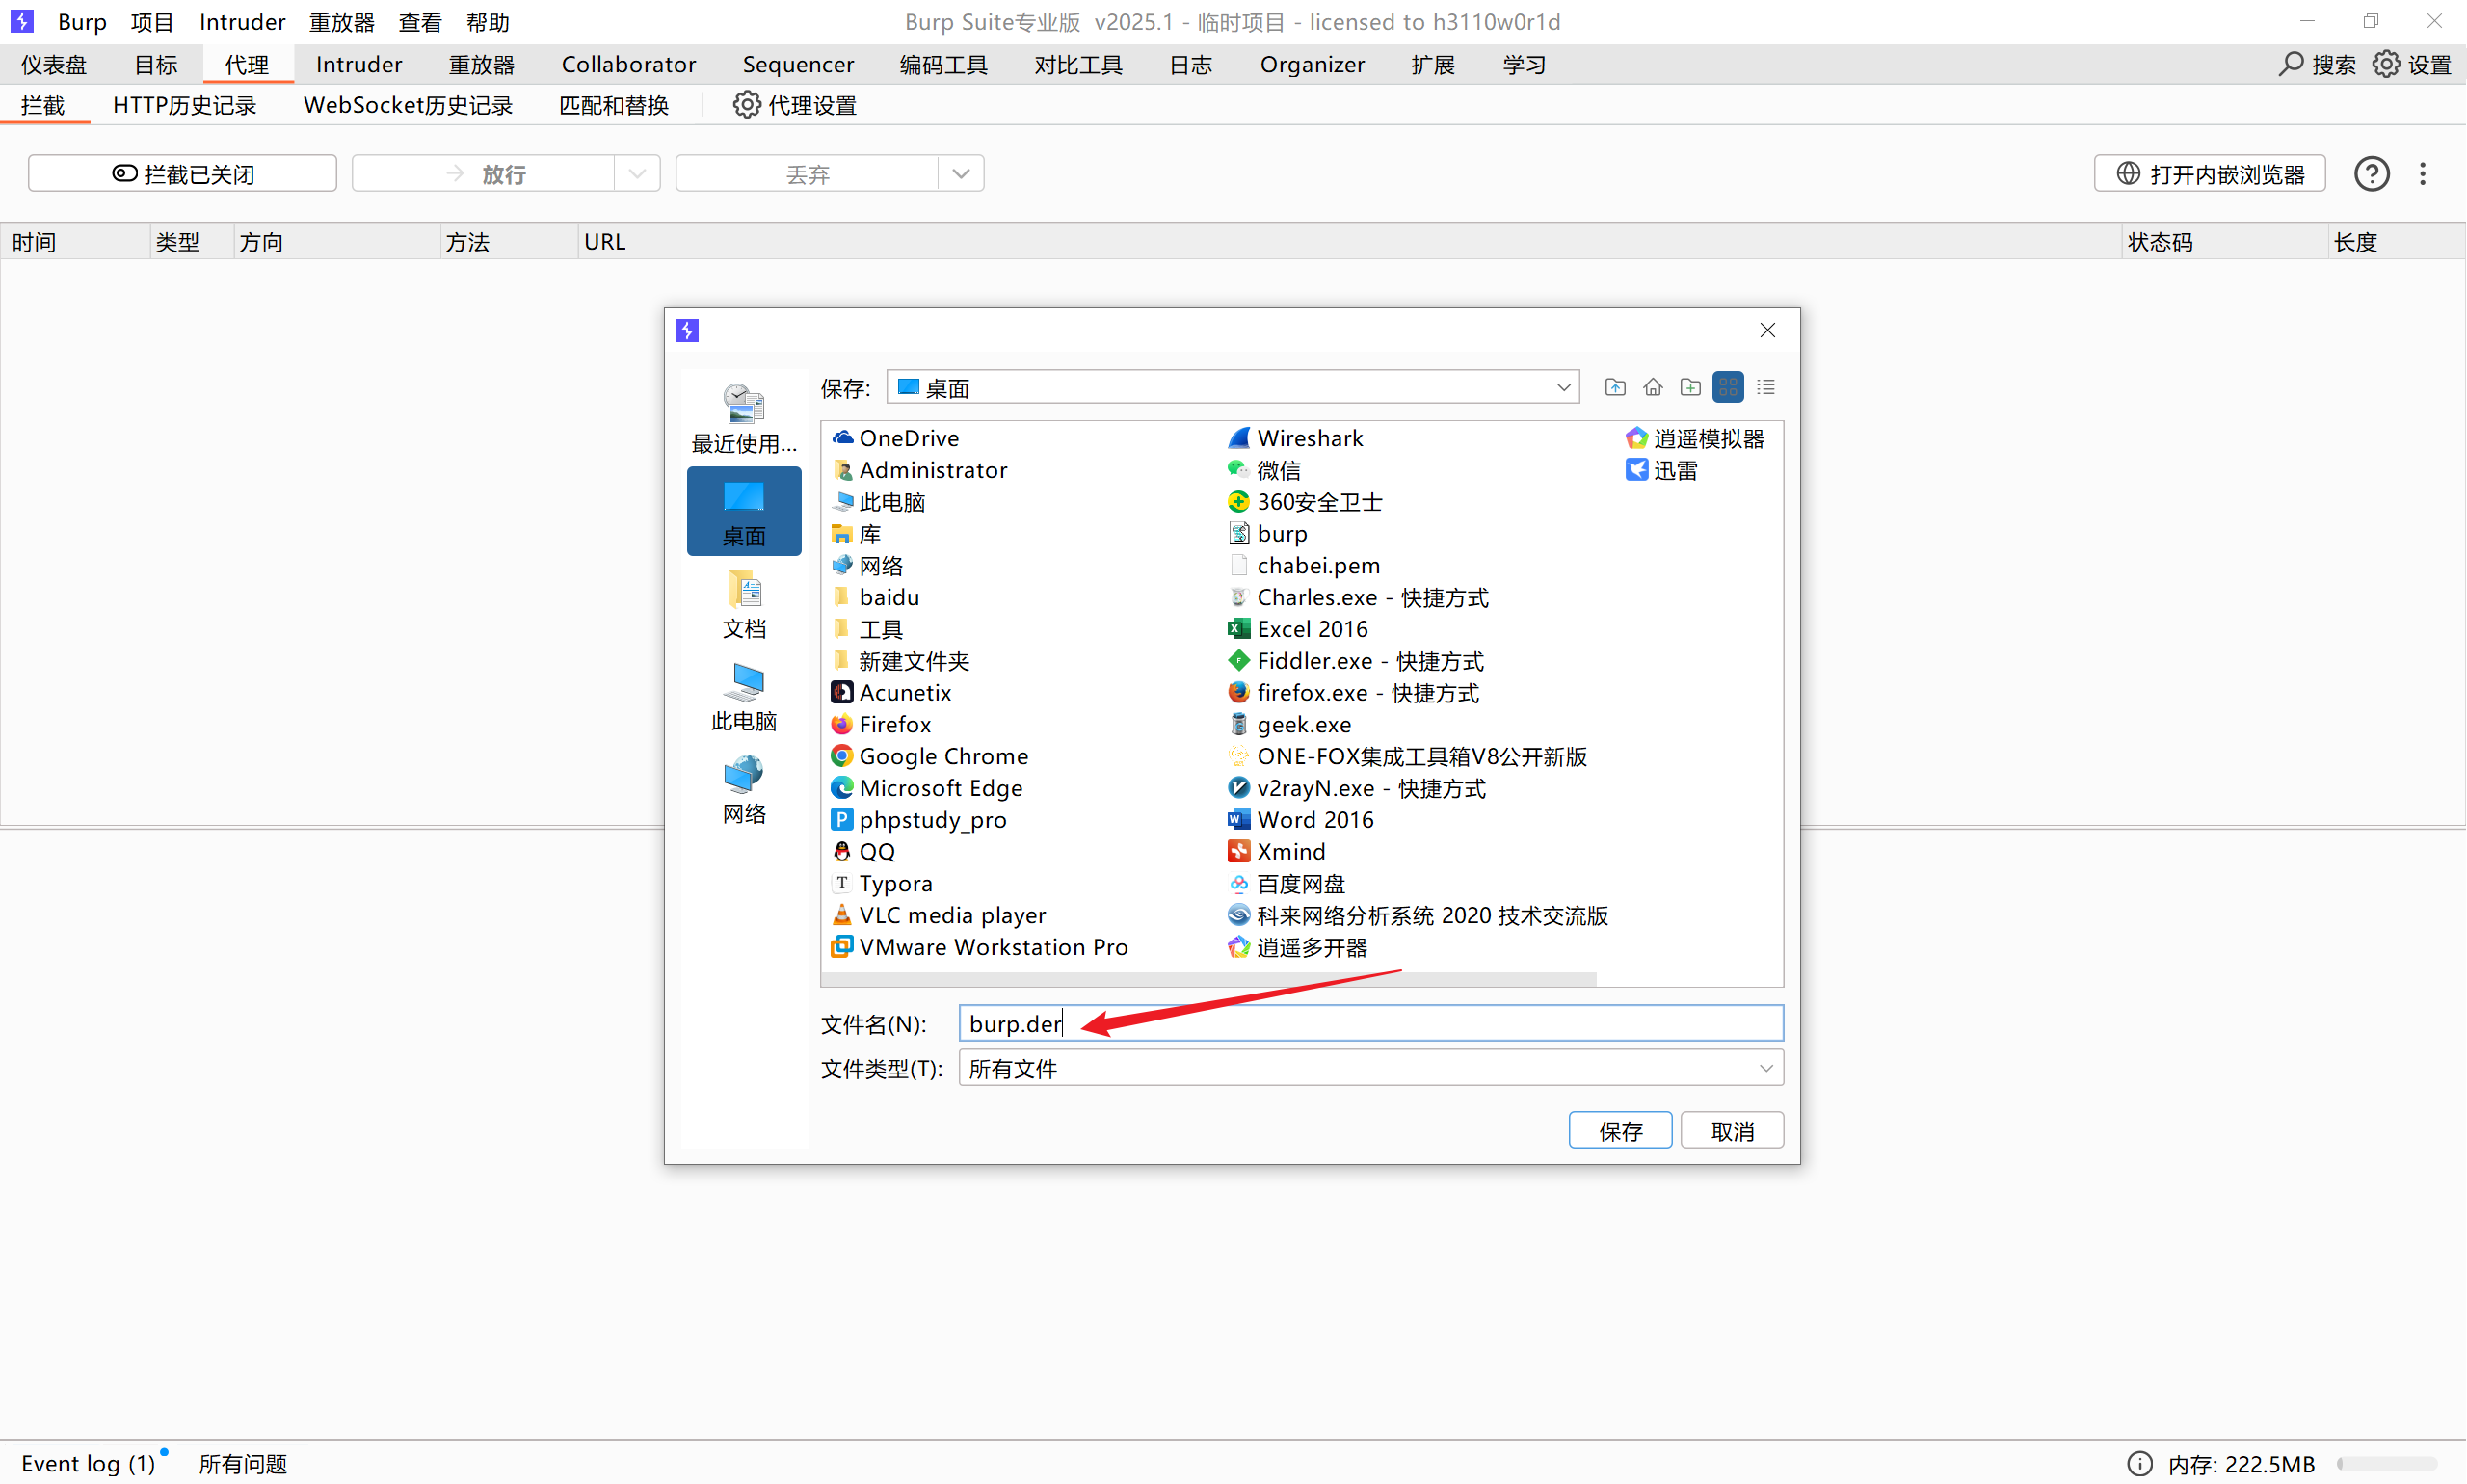 Burp 项目 Intruder 重放器 查看 帮助 Burp Suite专业版 v2025.1 - 临时项目 - licensed to h3110w0r1d
仪表盘 目标 代理 Intruder 重放器 Collaborator Sequencer 编码工具 对比工具 日志 Organizer 扩展 学习 搜索 设置
拦截 HTTP历史记录 WebSocket历史记录 匹配和替换 代理设置
拦截已关闭 放行 丢弃 打开内嵌浏览器
时间 类型 方向 方法 URL 状态码 长度
保存: 桌面
最近使用...
桌面
文档
此电脑
网络
OneDrive
Administrator
此电脑
库
网络
baidu
工具
新建文件夹
Acunetix
Firefox
Google Chrome
Microsoft Edge
phpstudy_pro
QQ
Typora
VLC media player
VMware Workstation Pro
Wireshark
微信
360安全卫士
burp
chabei.pem
Charles.exe - 快捷方式
Excel 2016
Fiddler.exe - 快捷方式
firefox.exe - 快捷方式
geek.exe
ONE-FOX集成工具箱V8公开新版
v2rayN.exe - 快捷方式
Word 2016
Xmind
百度网盘
科来网络分析系统 2020 技术交流版
逍遥多开器
逍遥模拟器
迅雷
文件名(N): burp.der
文件类型(T): 所有文件
保存 取消
Event log (1) 所有问题 内存: 222.5MB